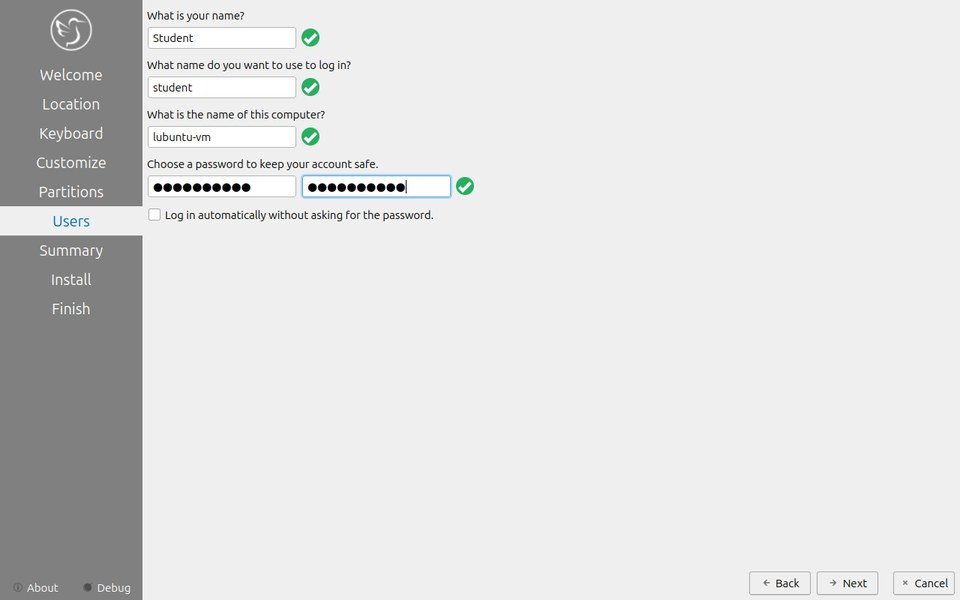 Welcome
Location
Keyboard
Customize
Partitions
Users
Summary
Install
Finish
About
Debug
What is your name?
Student
What name do you want to use to log in?
student
What is the name of this computer?
lubuntu-vm
Choose a password to keep your account safe.
●●●●●●●●●● ●●●●●●●●●●
Log in automatically without asking for the password.
Back
Next
Cancel